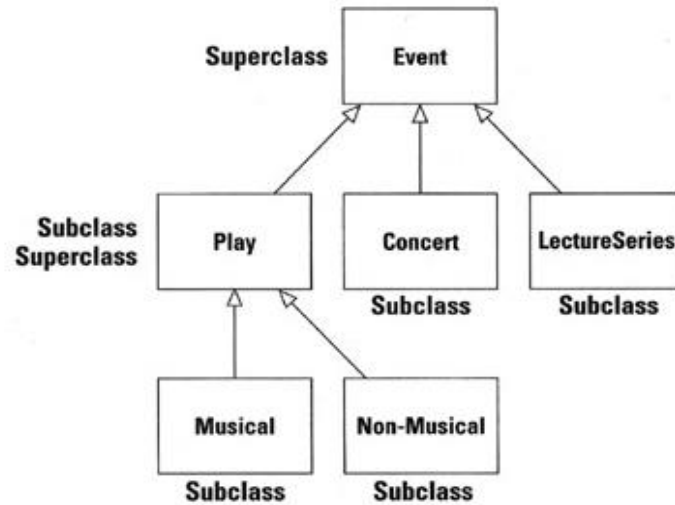 Superclass
Event
Subclass
Superclass
Play
Concert
LectureSeries
Subclass
Subclass
Musical
Non-Musical
Subclass
Subclass